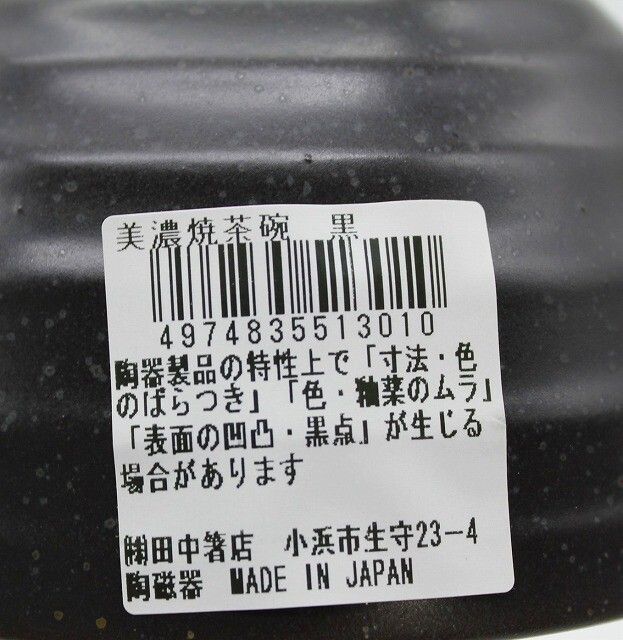 美濃焼茶碗　黒
4974835513010
陶器製品の特性上で「寸法・色
のばらつき」「色・釉薬のムラ」
「表面の凹凸・黒点」が生じる
場合があります
㈱田中箸店　小浜市生守23-4
陶磁器　MADE IN JAPAN